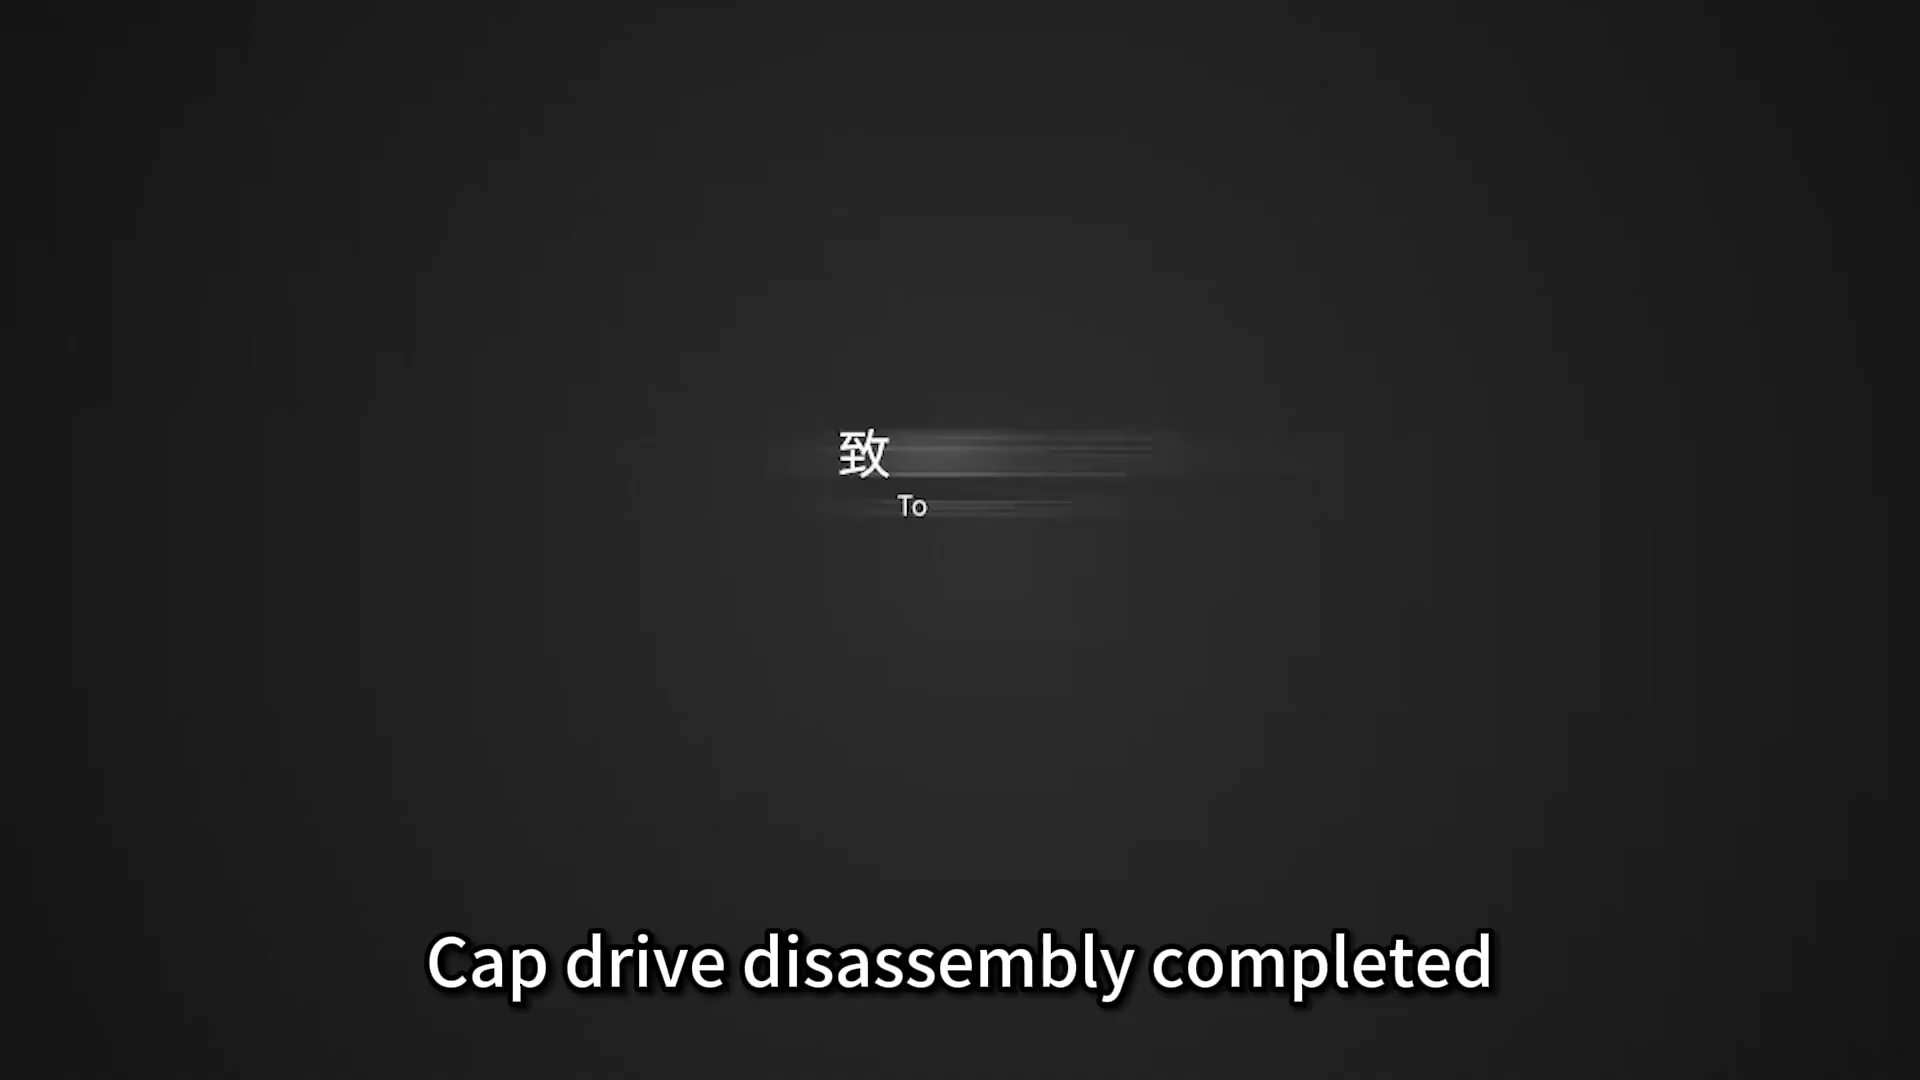 致
To
Cap drive disassembly completed